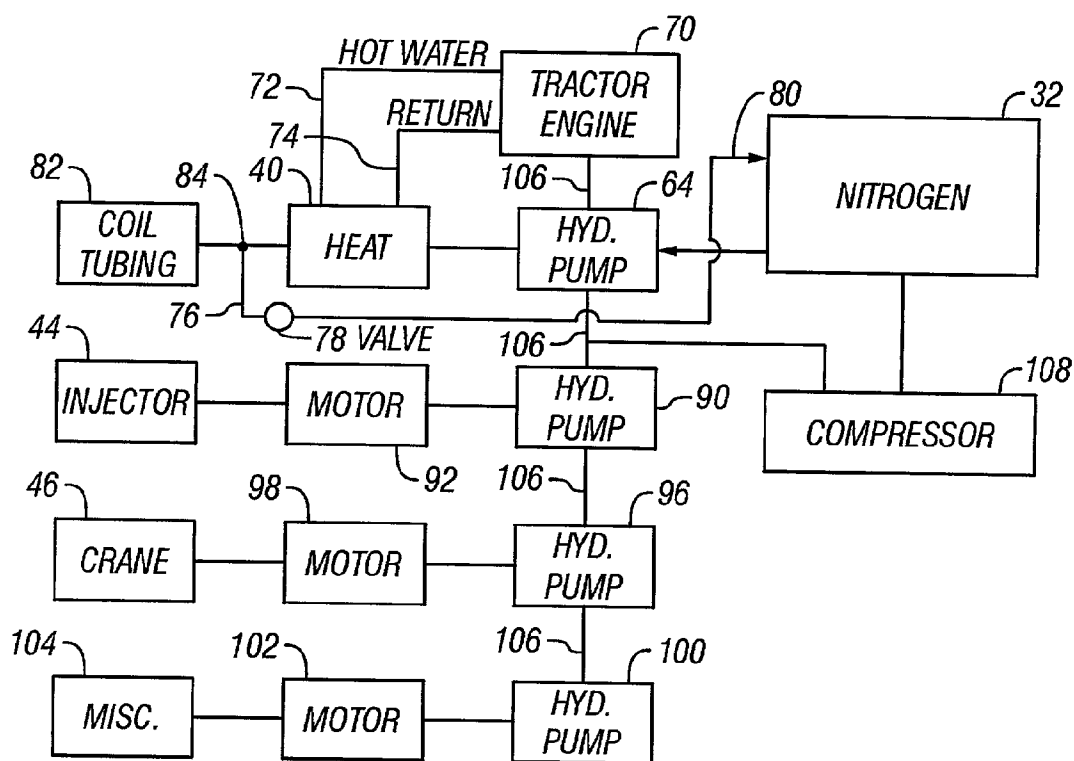 70
HOT WATER
72
TRACTOR
ENGINE
RETURN
74
80
32
82
84
40
106
64
COIL
TUBING
HEAT
HYD.
PUMP
NITROGEN
76
78 VALVE
106
44
INJECTOR
MOTOR
92
HYD.
PUMP
90
108
COMPRESSOR
106
46
98
96
CRANE
MOTOR
HYD.
PUMP
106
104
102
100
MISC.
MOTOR
HYD.
PUMP